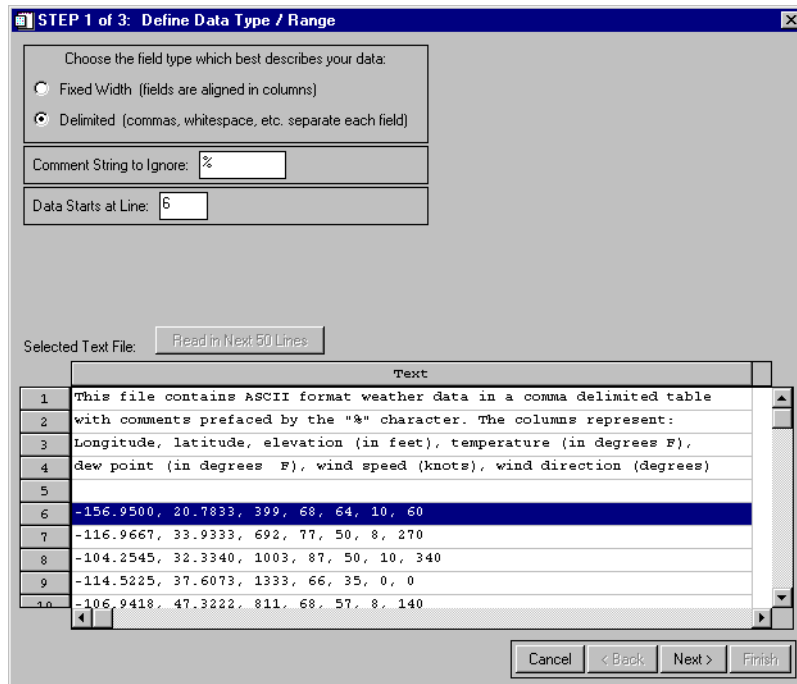 STEP 1 of 3: Define Data Type / Range
Choose the field type which best describes your data:
Fixed Width (fields are aligned in columns)
Delimited (commas, whitespace, etc. separate each field)
Comment String to Ignore: %
Data Starts at Line: 6
Selected Text File: Read in Next 50 Lines
Text
1 This file contains ASCII format weather data in a comma delimited table
2 with comments prefaced by the "%" character. The columns represent:
3 Longitude, latitude, elevation (in feet), temperature (in degrees F),
4 dew point (in degrees F), wind speed (knots), wind direction (degrees)
5
6 -156.9500, 20.7833, 399, 68, 64, 10, 60
7 -116.9667, 33.9333, 692, 77, 50, 8, 270
8 -104.2545, 32.3340, 1003, 87, 50, 10, 340
9 -114.5225, 37.6073, 1333, 66, 35, 0, 0
10 -106.9418, 47.3222, 811, 68, 57, 8, 140
Cancel < Back Next > Finish